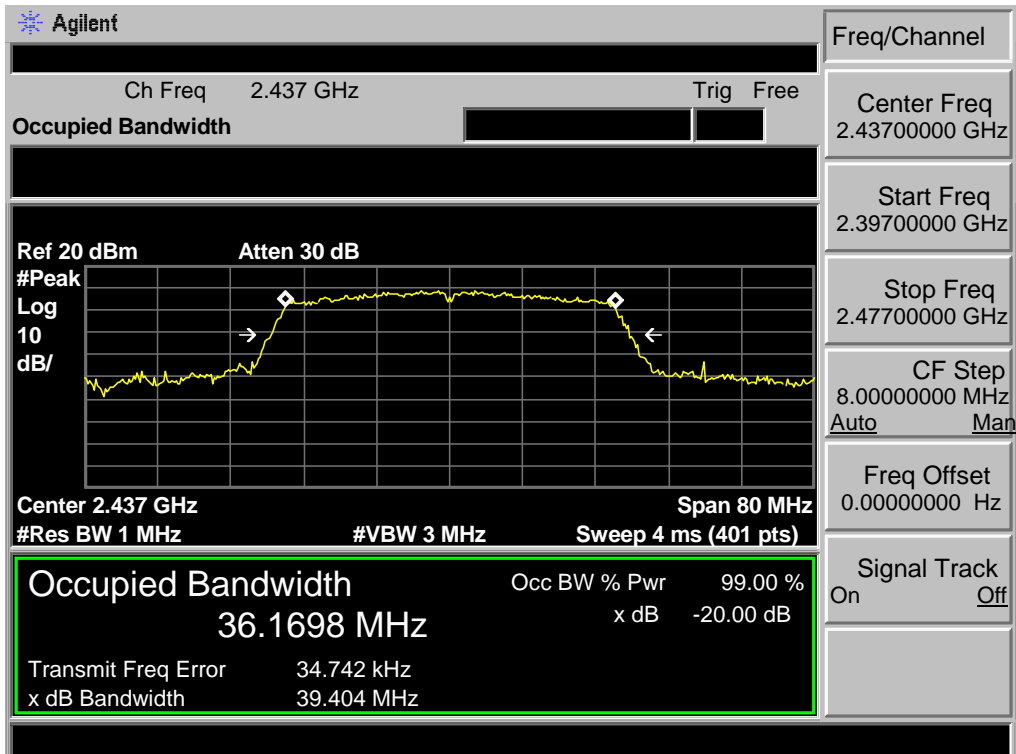 Agilent
Freq/Channel
Ch Freq 2.437 GHz Trig Free
Occupied Bandwidth
Center Freq
2.43700000 GHz
Start Freq
2.39700000 GHz
Stop Freq
2.47700000 GHz
CF Step
8.00000000 MHz
Auto Man
Freq Offset
0.00000000 Hz
Signal Track
On Off
Ref 20 dBm Atten 30 dB
#Peak
Log
10
dB/
Center 2.437 GHz Span 80 MHz
#Res BW 1 MHz #VBW 3 MHz Sweep 4 ms (401 pts)
Occupied Bandwidth Occ BW % Pwr 99.00 %
36.1698 MHz x dB -20.00 dB
Transmit Freq Error 34.742 kHz
x dB Bandwidth 39.404 MHz